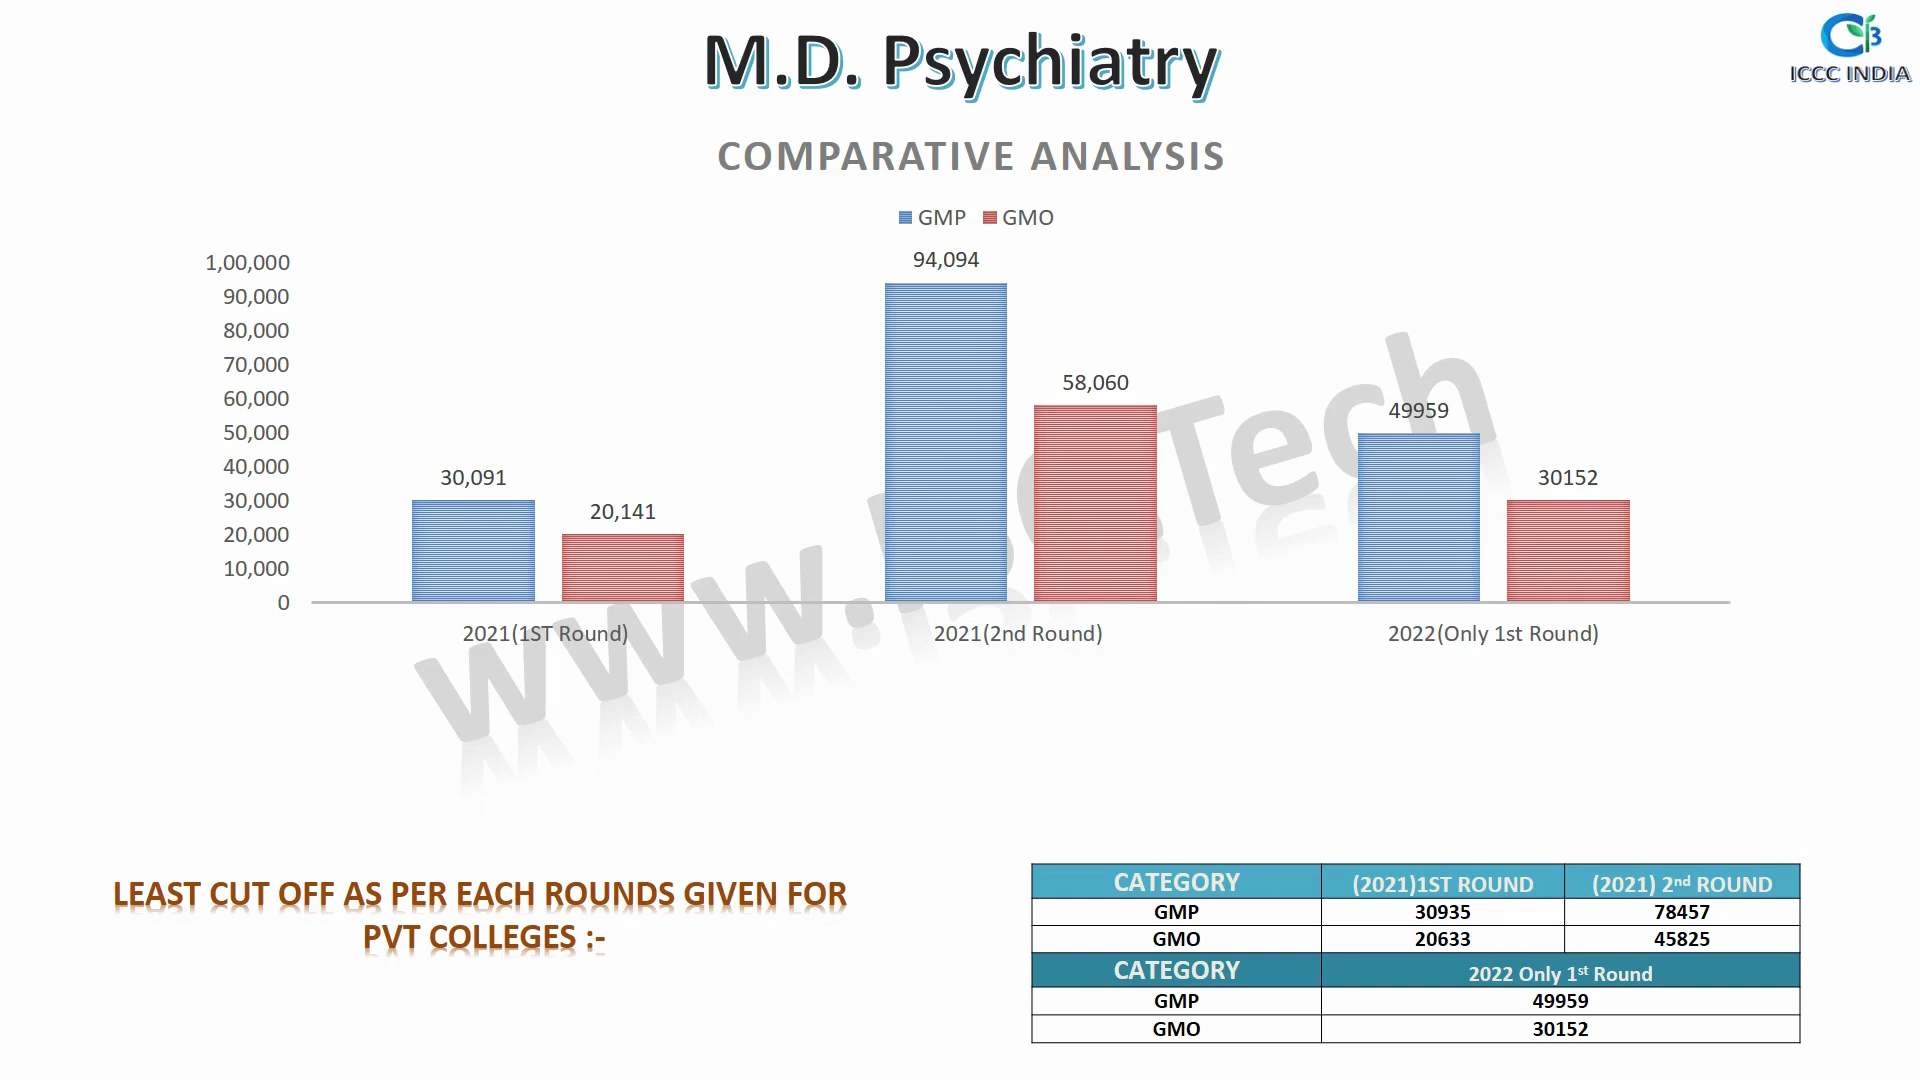 M.D. Psychiatry
ICCC INDIA
COMPARATIVE ANALYSIS
GMP GMO
1,00,000
90,000
80,000
70,000
60,000
50,000
40,000
30,000
20,000
10,000
0
30,091
20,141
94,094
58,060
49959
30152
2021(1ST Round) 2021(2nd Round) 2022(Only 1st Round)
LEAST CUT OFF AS PER EACH ROUNDS GIVEN FOR
PVT COLLEGES :-
CATEGORY (2021)1ST ROUND (2021) 2nd ROUND
GMP 30935 78457
GMO 20633 45825
CATEGORY 2022 Only 1st Round
GMP 49959
GMO 30152